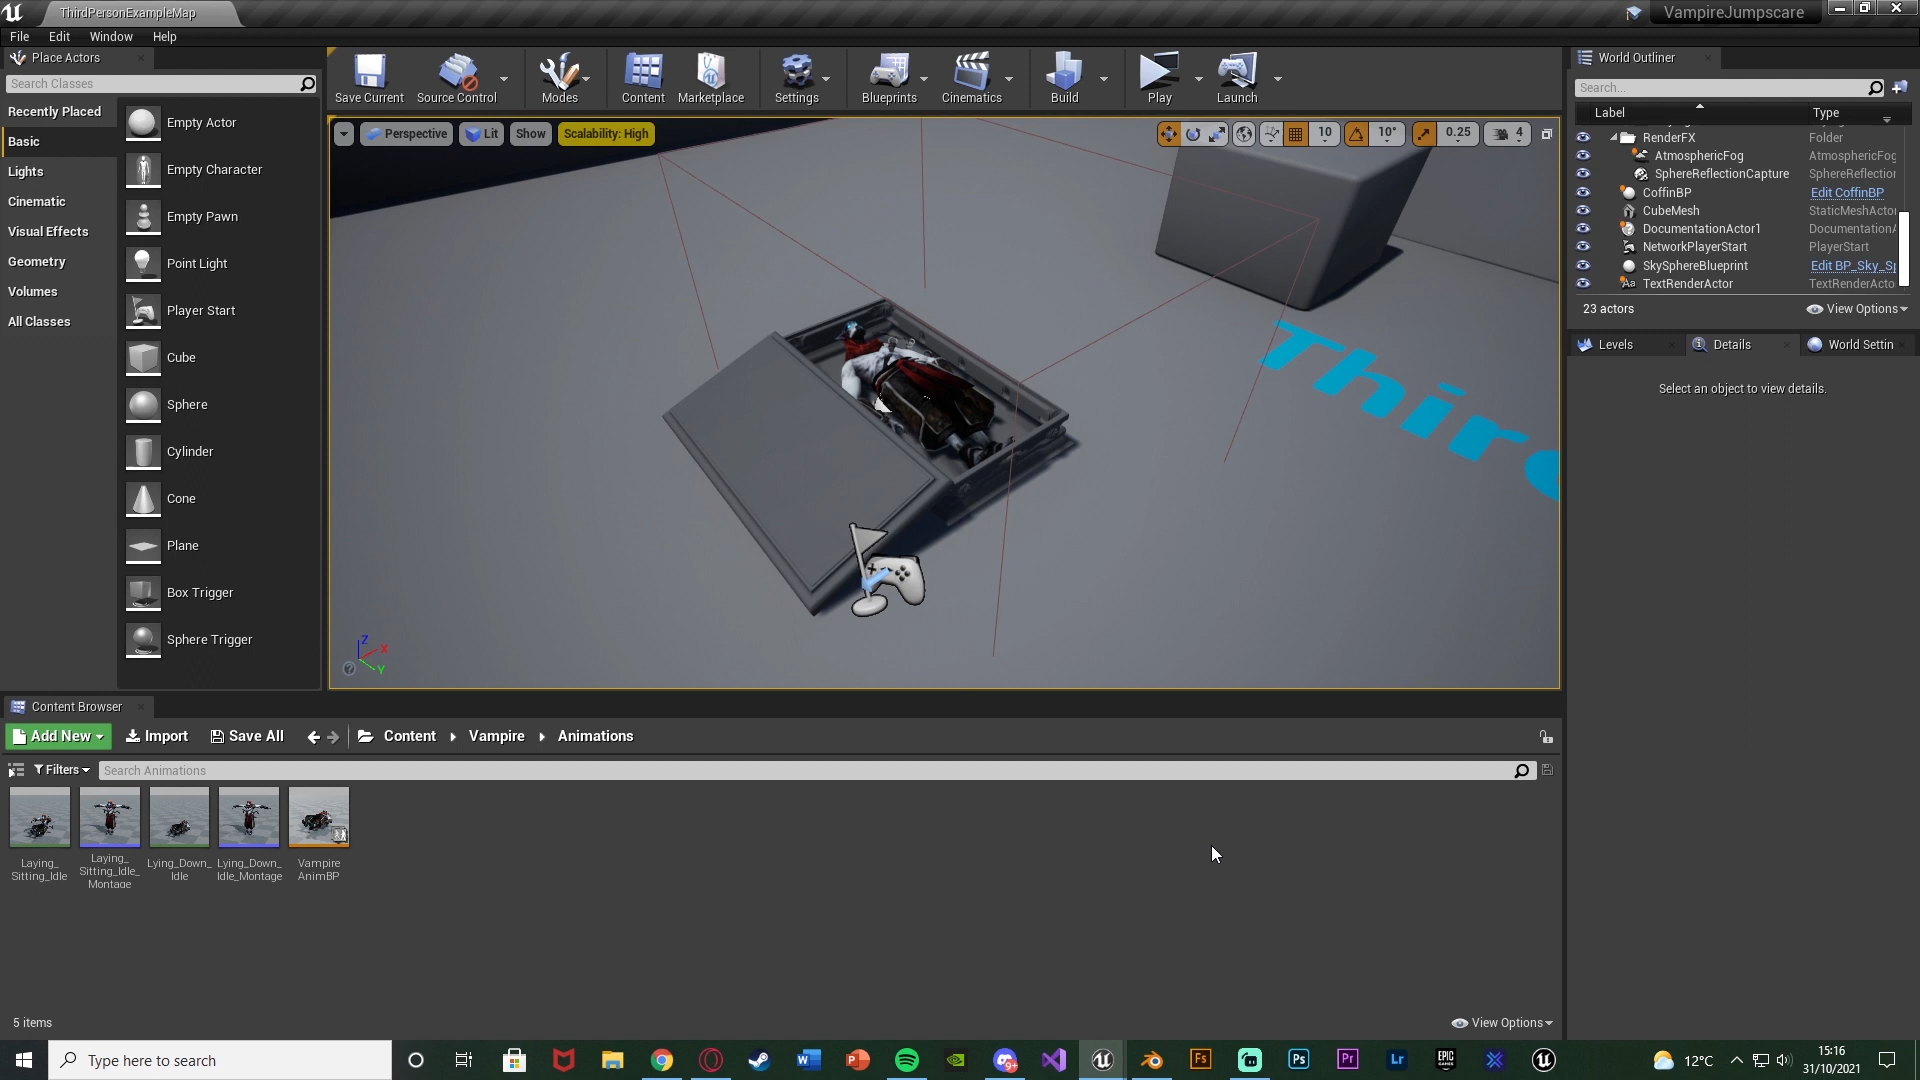 ThirdPersonExampleMap
VampireJumpscare
File Edit Window Help
Place Actors
Search Classes
Recently Placed
Basic
Lights
Cinematic
Visual Effects
Geometry
Volumes
All Classes
Empty Actor
Empty Character
Empty Pawn
Point Light
Player Start
Cube
Sphere
Cylinder
Cone
Plane
Box Trigger
Sphere Trigger
Save Current Source Control Modes Content Marketplace Settings Blueprints Cinematics Build Play Launch
Perspective Lit Show Scalability: High 10 10° 0.25 4
Thir
Z
X
Y
World Outliner
Search...
Label Type
RenderFX Folder
AtmosphericFog AtmosphericFog
SphereReflectionCapture SphereReflection
CoffinBP Edit CoffinBP
CubeMesh StaticMeshActor
DocumentationActor1 DocumentationA
NetworkPlayerStart PlayerStart
SkySphereBlueprint Edit BP_Sky_Sp
TextRenderActor TextRenderActo
23 actors View Options
Levels Details World Settin
Select an object to view details.
Content Browser
Add New Import Save All Content Vampire Animations
Filters Search Animations
Laying_
Sitting_Idle
Laying_
Sitting_Idle_
Montage
Lying_Down_
Idle
Lying_Down_
Idle_Montage
Vampire
AnimBP
5 items View Options
Type here to search
12°C
15:16
31/10/2021